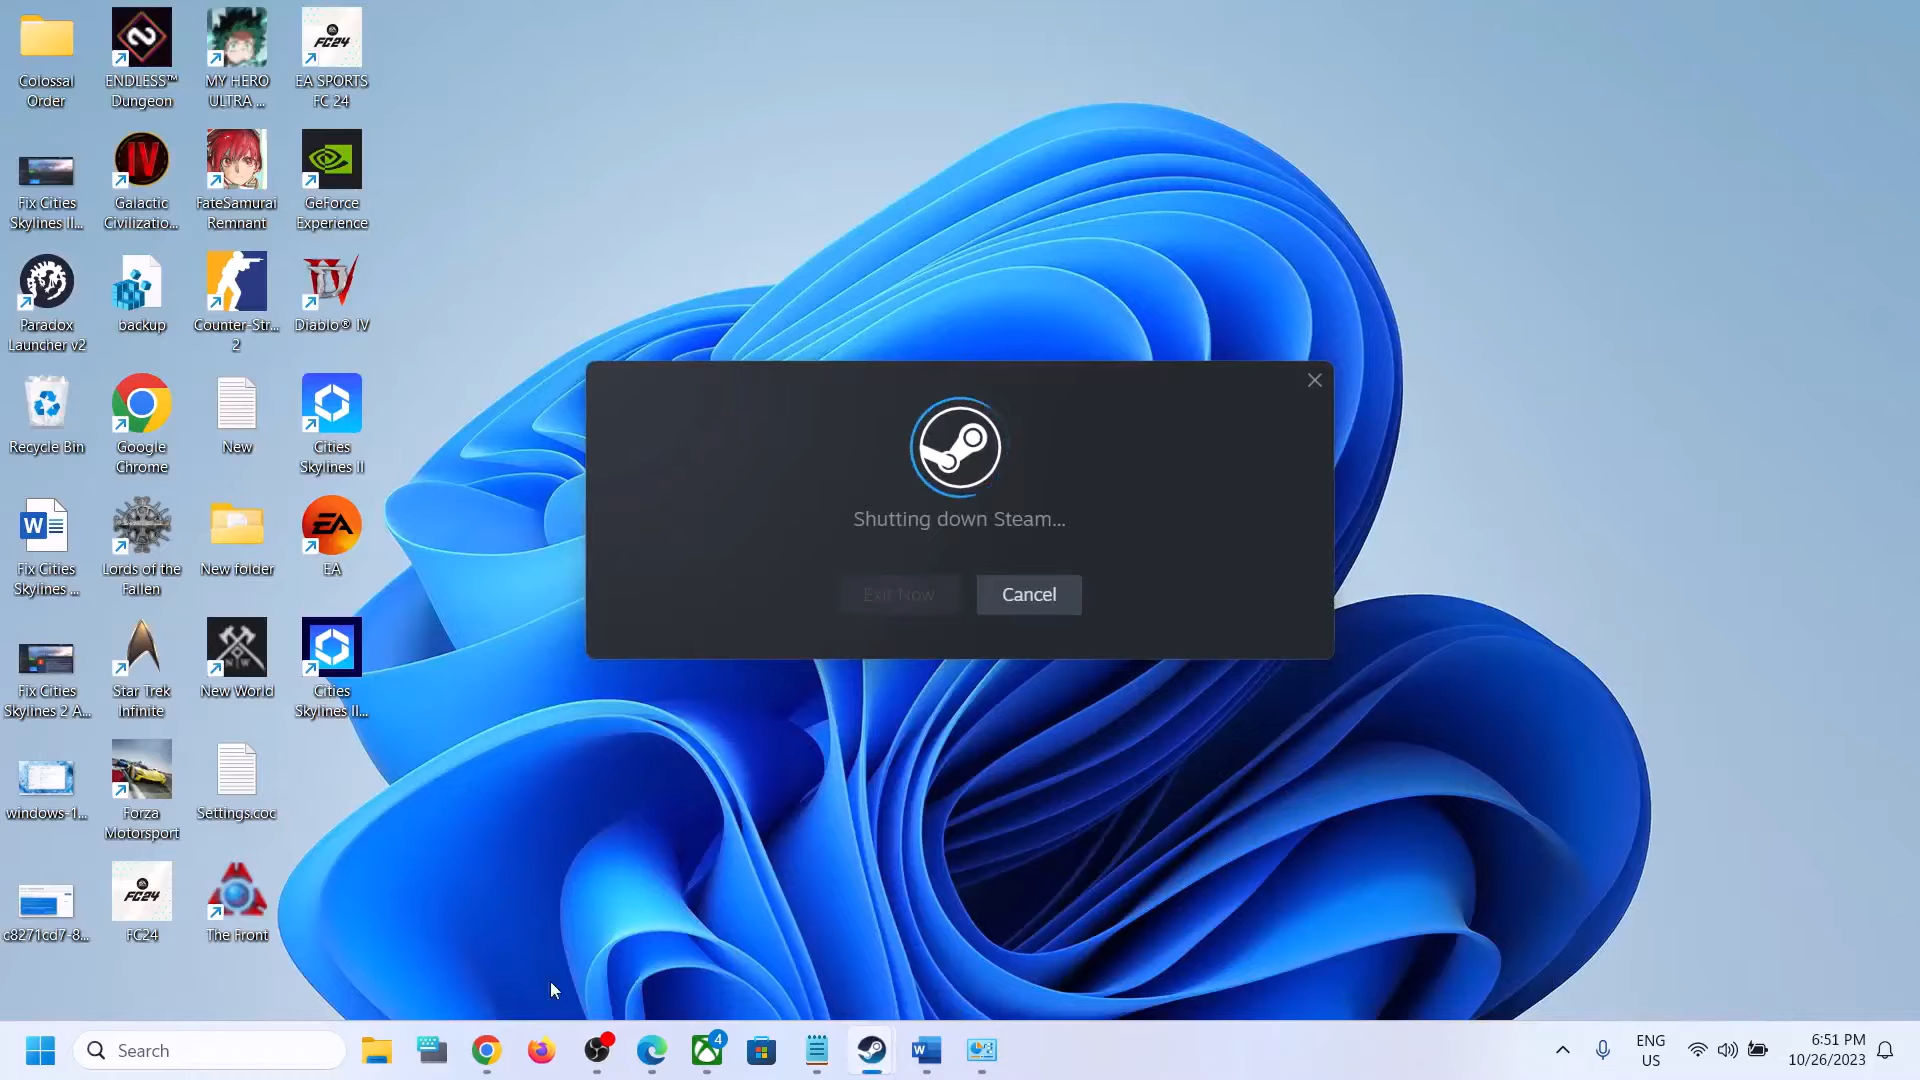 Colossal
Order
ENDLESS™
Dungeon
MY HERO
ULTRA ...
EA SPORTS
FC 24
Fix Cities
Skylines II...
Galactic
Civilizatio...
FateSamurai
Remnant
GeForce
Experience
Paradox
Launcher v2
backup
Counter-Str...
2
Diablo® IV
Recycle Bin
Google
Chrome
New
Cities
Skylines II
Fix Cities
Skylines ...
Lords of the
Fallen
New folder
EA
Fix Cities
Skylines 2 A...
Star Trek
Infinite
New World
Cities
Skylines II...
windows-1...
Forza
Motorsport
Settings.coc
c8271cd7-8...
FC24
The Front
Shutting down Steam...
Exit Now
Cancel
Search
4
ENG
US
6:51 PM
10/26/2023